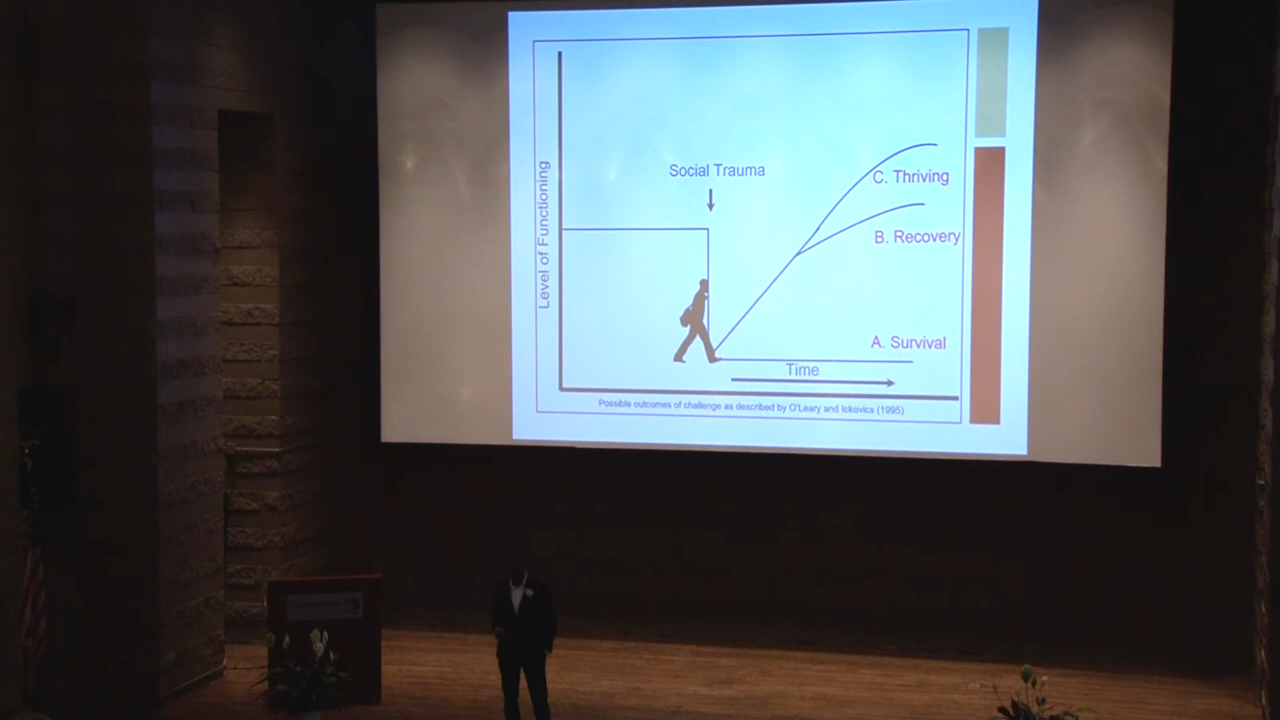 Level of Functioning
Social Trauma
C. Thriving
B. Recovery
A. Survival
Time
Possible outcomes of challenge as described by O'Leary and Ickovics (1995)